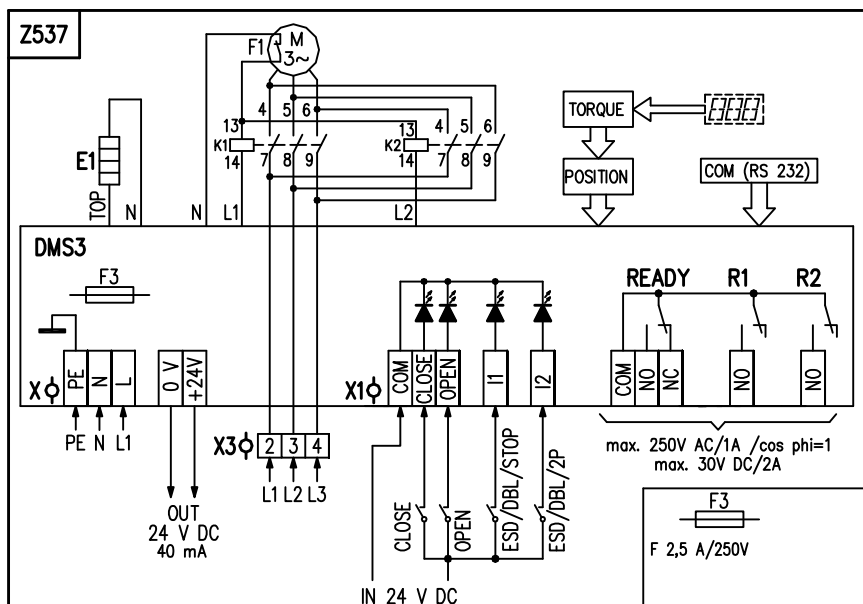 Z537
F1
M
3~
4 5 6
13
K1
14
7 8 9
4 5 6
13
K2
14
7 8 9
TORQUE
POSITION
COM (RS 232)
E1
TOP
N
N
L1
L2
DMS3
F3
READY R1 R2
X
PE
N
L
0 V
+24V
X1
COM
CLOSE
OPEN
I1
I2
COM
NO
NC
NO
NO
PE N L1
X3
2 3 4
L1 L2 L3
OUT
24 V DC
40 mA
CLOSE
OPEN
ESD/DBL/STOP
ESD/DBL/2P
IN 24 V DC
max. 250V AC/1A /cos phi=1
max. 30V DC/2A
F3
F 2,5 A/250V